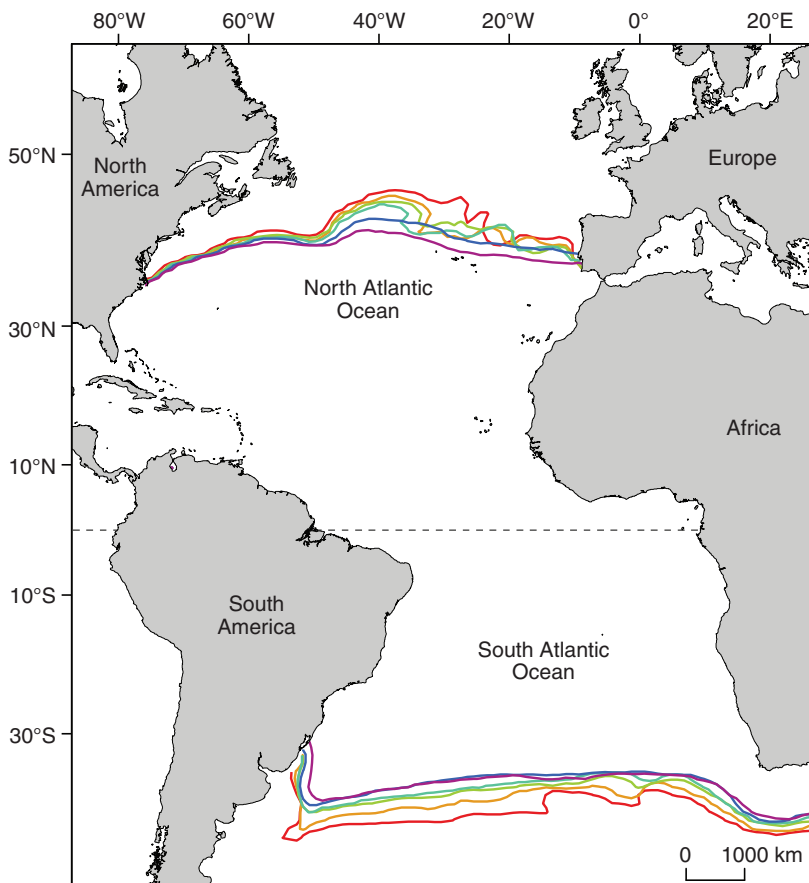 80°W 60°W 40°W 20°W 0° 20°E
50°N
North
America
Europe
North Atlantic
Ocean
30°N
Africa
10°N
10°S
South
America
South Atlantic
Ocean
30°S
0 1000 km